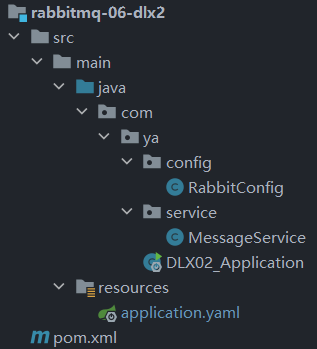 rabbitmq-06-dlx2
src
main
java
com
ya
config
RabbitConfig
service
MessageService
DLX02_Application
resources
application.yaml
pom.xml